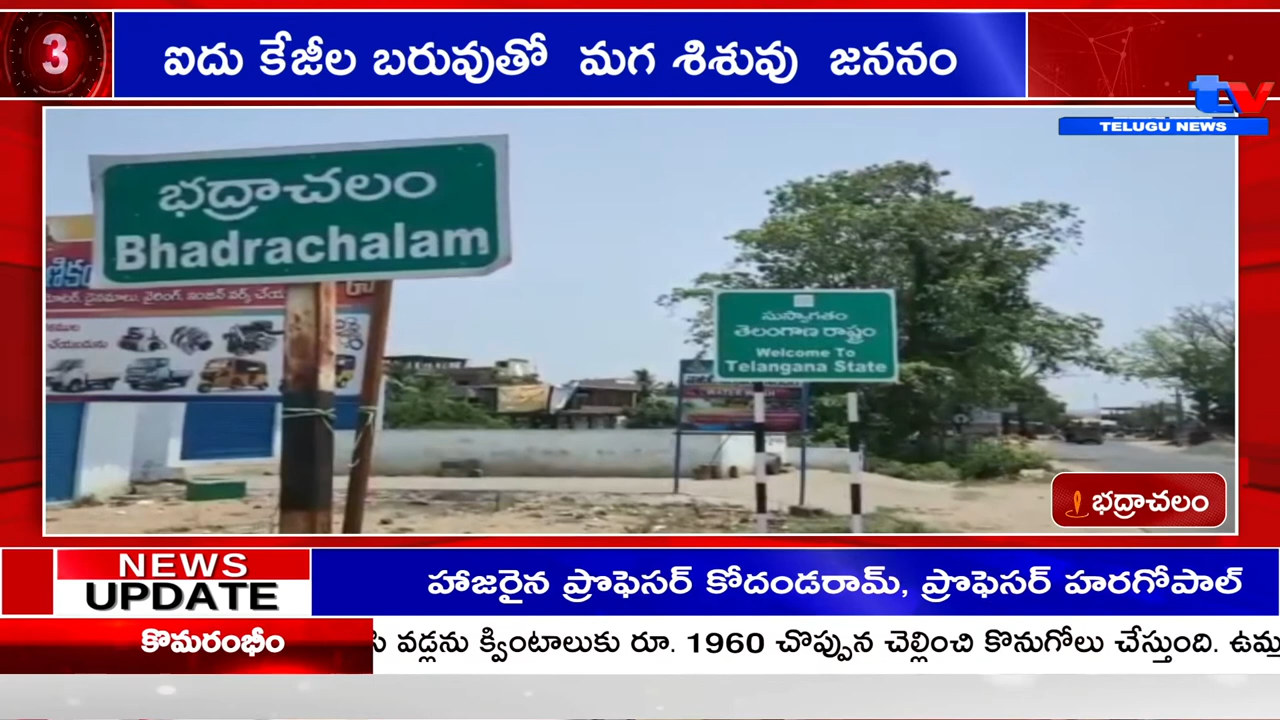 3
ఐదు కేజీల బరువుతో మగ శిశువు జననం
tv
TELUGU NEWS
భద్రాచలం
Bhadrachalam
సుస్వాగతం
తెలంగాణ రాష్ట్రం
Welcome To
Telangana State
భద్రాచలం
NEWS
UPDATE
హాజరైన ప్రొఫెసర్ కోదండరామ్, ప్రొఫెసర్ హరగోపాల్
కొమరంభీం
వడ్లను క్వింటాలుకు రూ. 1960 చొప్పున చెల్లించి కొనుగోలు చేస్తుంది.